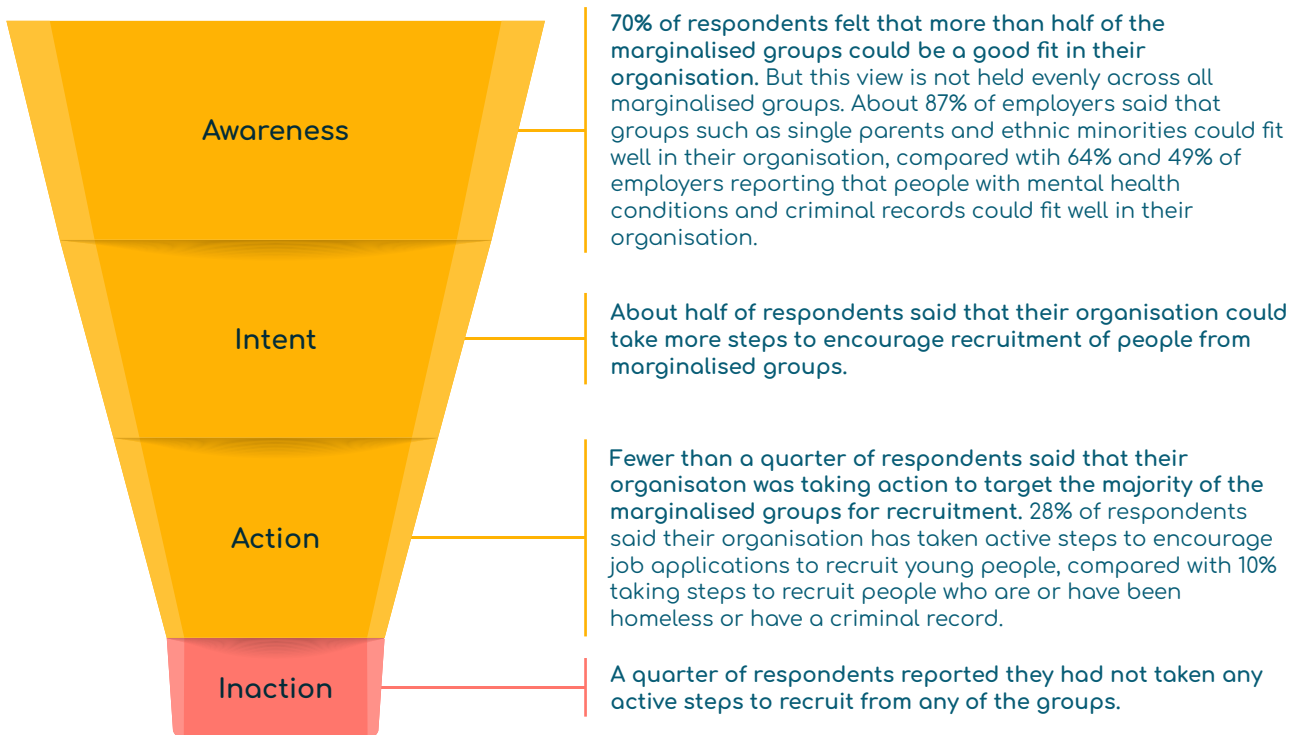 Awareness
70% of respondents felt that more than half of the
marginalised groups could be a good fit in their
organisation. But this view is not held evenly across all
marginalised groups. About 87% of employers said that
groups such as single parents and ethnic minorities could fit
well in their organisation, compared wtih 64% and 49% of
employers reporting that people with mental health
conditions and criminal records could fit well in their
organisation.
Intent
About half of respondents said that their organisation could
take more steps to encourage recruitment of people from
marginalised groups.
Action
Fewer than a quarter of respondents said that their
organisaton was taking action to target the majority of the
marginalised groups for recruitment. 28% of respondents
said their organisation has taken active steps to encourage
job applications to recruit young people, compared with 10%
taking steps to recruit people who are or have been
homeless or have a criminal record.
Inaction
A quarter of respondents reported they had not taken any
active steps to recruit from any of the groups.